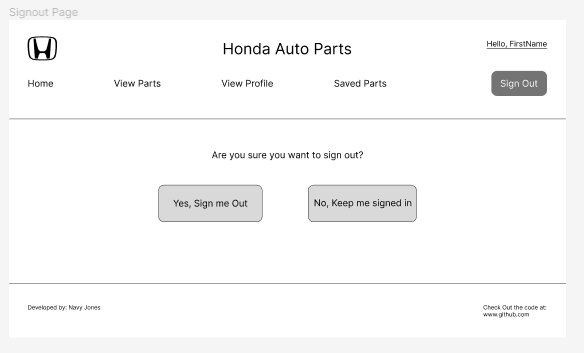 Signout Page
Honda Auto Parts
Hello, FirstName
Home View Parts View Profile Saved Parts Sign Out
Are you sure you want to sign out?
Yes, Sign me Out No, Keep me signed in
Developed by: Navy Jones
Check Out the code at:
www.github.com